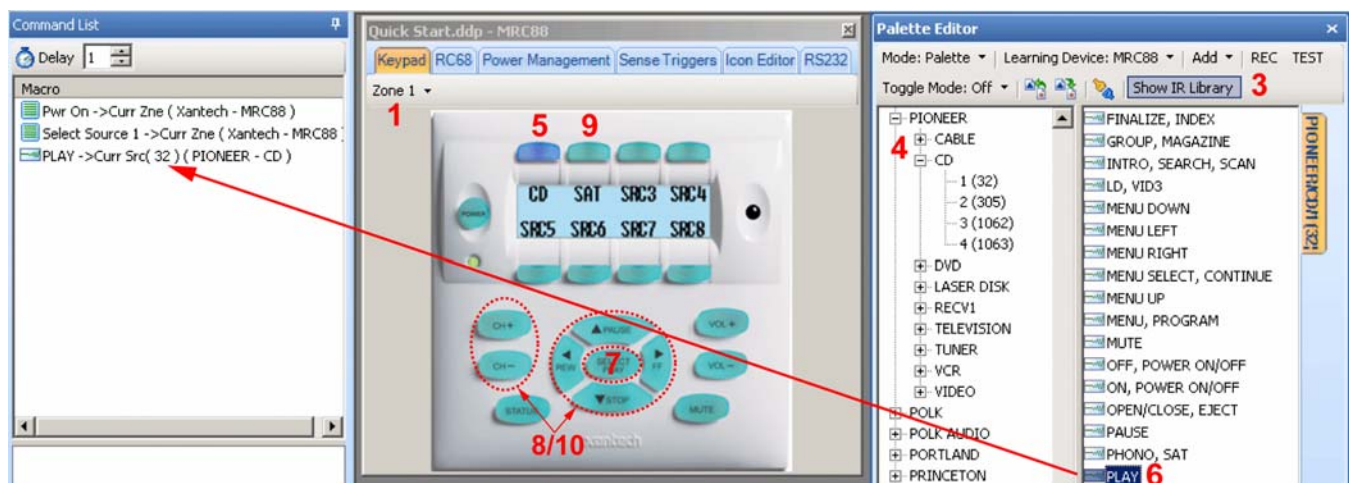 Command List
Delay 1
Macro
Pwr On ->Curr Zne ( Xantech - MRC88 )
Select Source 1 ->Curr Zne ( Xantech - MRC88 )
PLAY ->Curr Src( 32 ) ( PIONEER - CD )
Quick Start.ddp - MRC88
Keypad RC68 Power Management Sense Triggers Icon Editor RS232
Zone 1
1
5 9
CD SAT SRC3 SRC4
SRC5 SRC6 SRC7 SRC8
POWER
CH+
CH-
PAUSE
REW
SELECT
PLAY
7
FF
STOP
VOL+
VOL-
STATUS
MUTE
8/10
xantech
Palette Editor
Mode: Palette Learning Device: MRC88 Add REC TEST
Toggle Mode: Off Show IR Library 3
4
PIONEER
CABLE
CD
1 (32)
2 (305)
3 (1062)
4 (1063)
DVD
LASER DISK
RECV1
TELEVISION
TUNER
VCR
VIDEO
POLK
POLK AUDIO
PORTLAND
PRINCETON
FINALIZE, INDEX
GROUP, MAGAZINE
INTRO, SEARCH, SCAN
LD, VID3
MENU DOWN
MENU LEFT
MENU RIGHT
MENU SELECT, CONTINUE
MENU UP
MENU, PROGRAM
MUTE
OFF, POWER ON/OFF
ON, POWER ON/OFF
OPEN/CLOSE, EJECT
PAUSE
PHONO, SAT
PLAY 6
PIONEER/CD/1 (32)